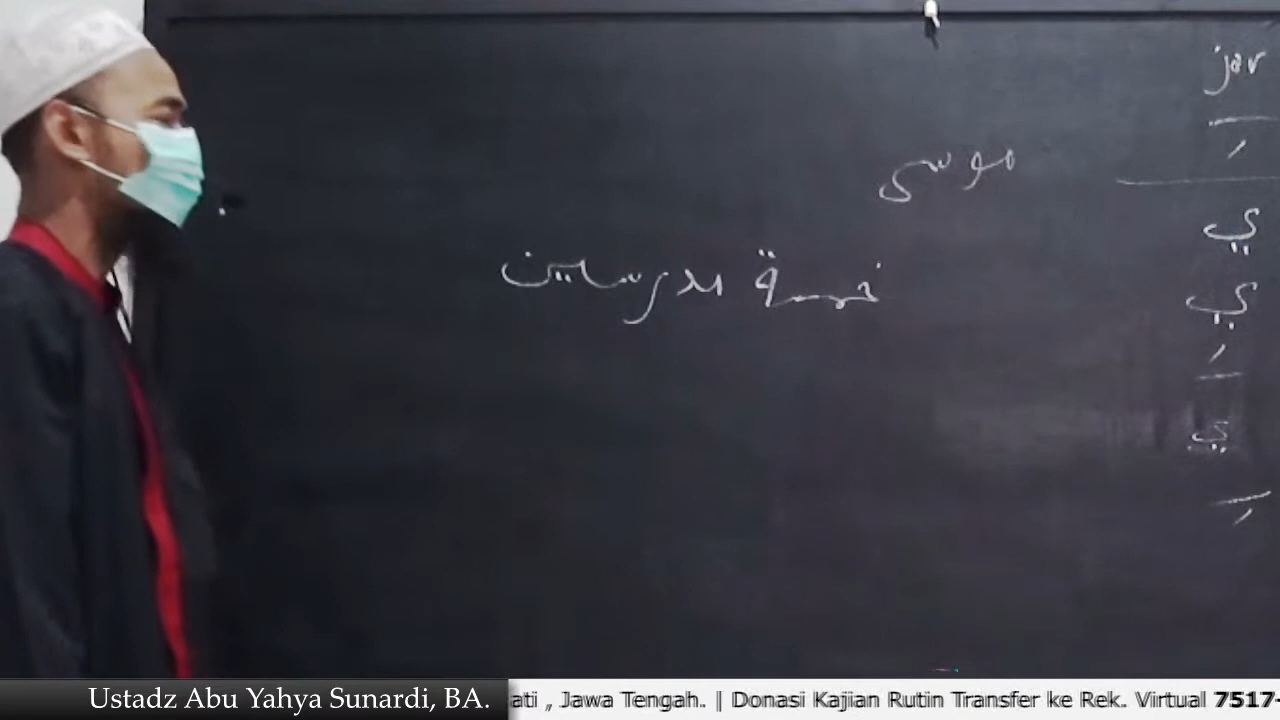 موسى
خمسة مدرسين
jar
ي
ي
ي
Ustadz Abu Yahya Sunardi, BA.
ati , Jawa Tengah. | Donasi Kajian Rutin Transfer ke Rek. Virtual 7517-